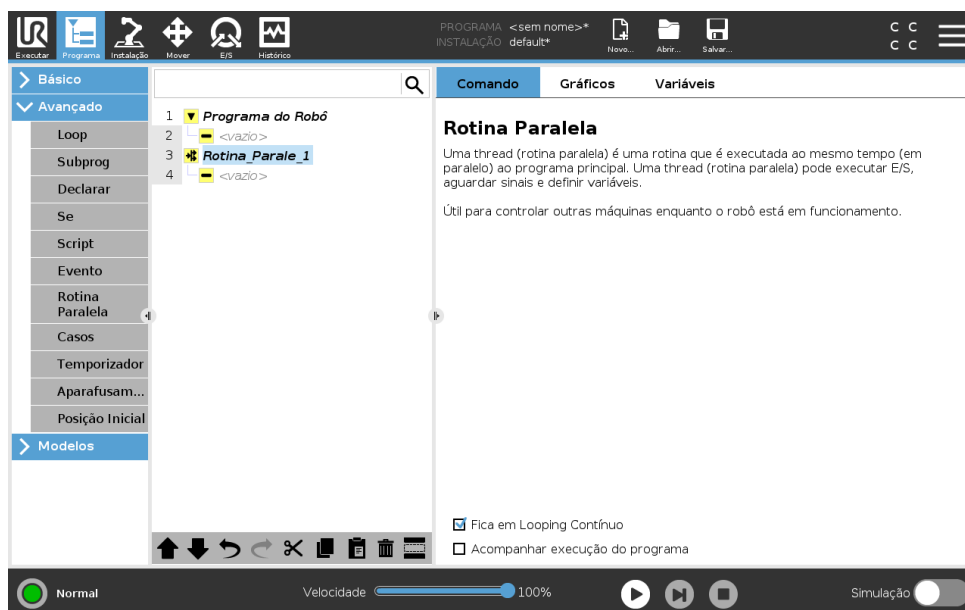 UR
Executar
Programa
Instalação
Mover
E/S
Histórico
PROGRAMA <sem nome>*
INSTALAÇÃO default*
Novo...
Abrir...
Salvar...
C C
C C
Básico
Avançado
Loop
Subprog
Declarar
Se
Script
Evento
Rotina
Paralela
Casos
Temporizador
Aparafusam...
Posição Inicial
Modelos
1 Programa do Robô
2 <vazio>
3 Rotina_Parale_1
4 <vazio>
Comando Gráficos Variáveis
Rotina Paralela
Uma thread (rotina paralela) é uma rotina que é executada ao mesmo tempo (em
paralelo) ao programa principal. Uma thread (rotina paralela) pode executar E/S,
aguardar sinais e definir variáveis.
Útil para controlar outras máquinas enquanto o robô está em funcionamento.
Fica em Looping Contínuo
Acompanhar execução do programa
Normal
Velocidade 100%
Simulação